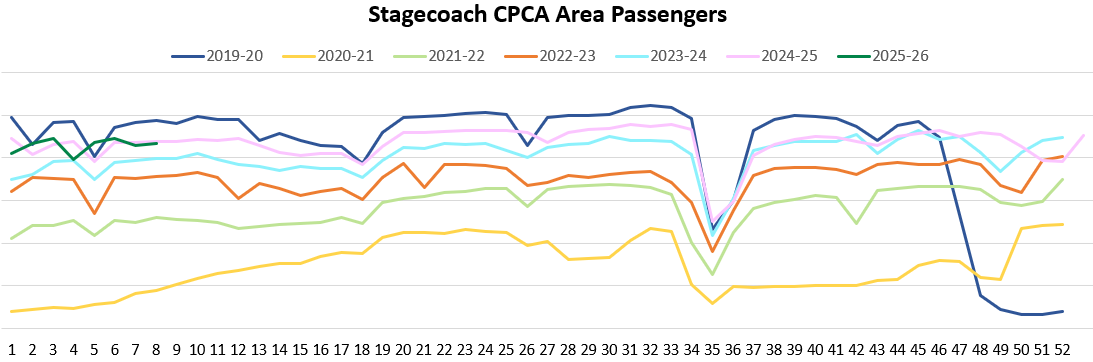 Stagecoach CPCA Area Passengers
2019-20 2020-21 2021-22 2022-23 2023-24 2024-25 2025-26
1 2 3 4 5 6 7 8 9 10 11 12 13 14 15 16 17 18 19 20 21 22 23 24 25 26 27 28 29 30 31 32 33 34 35 36 37 38 39 40 41 42 43 44 45 46 47 48 49 50 51 52